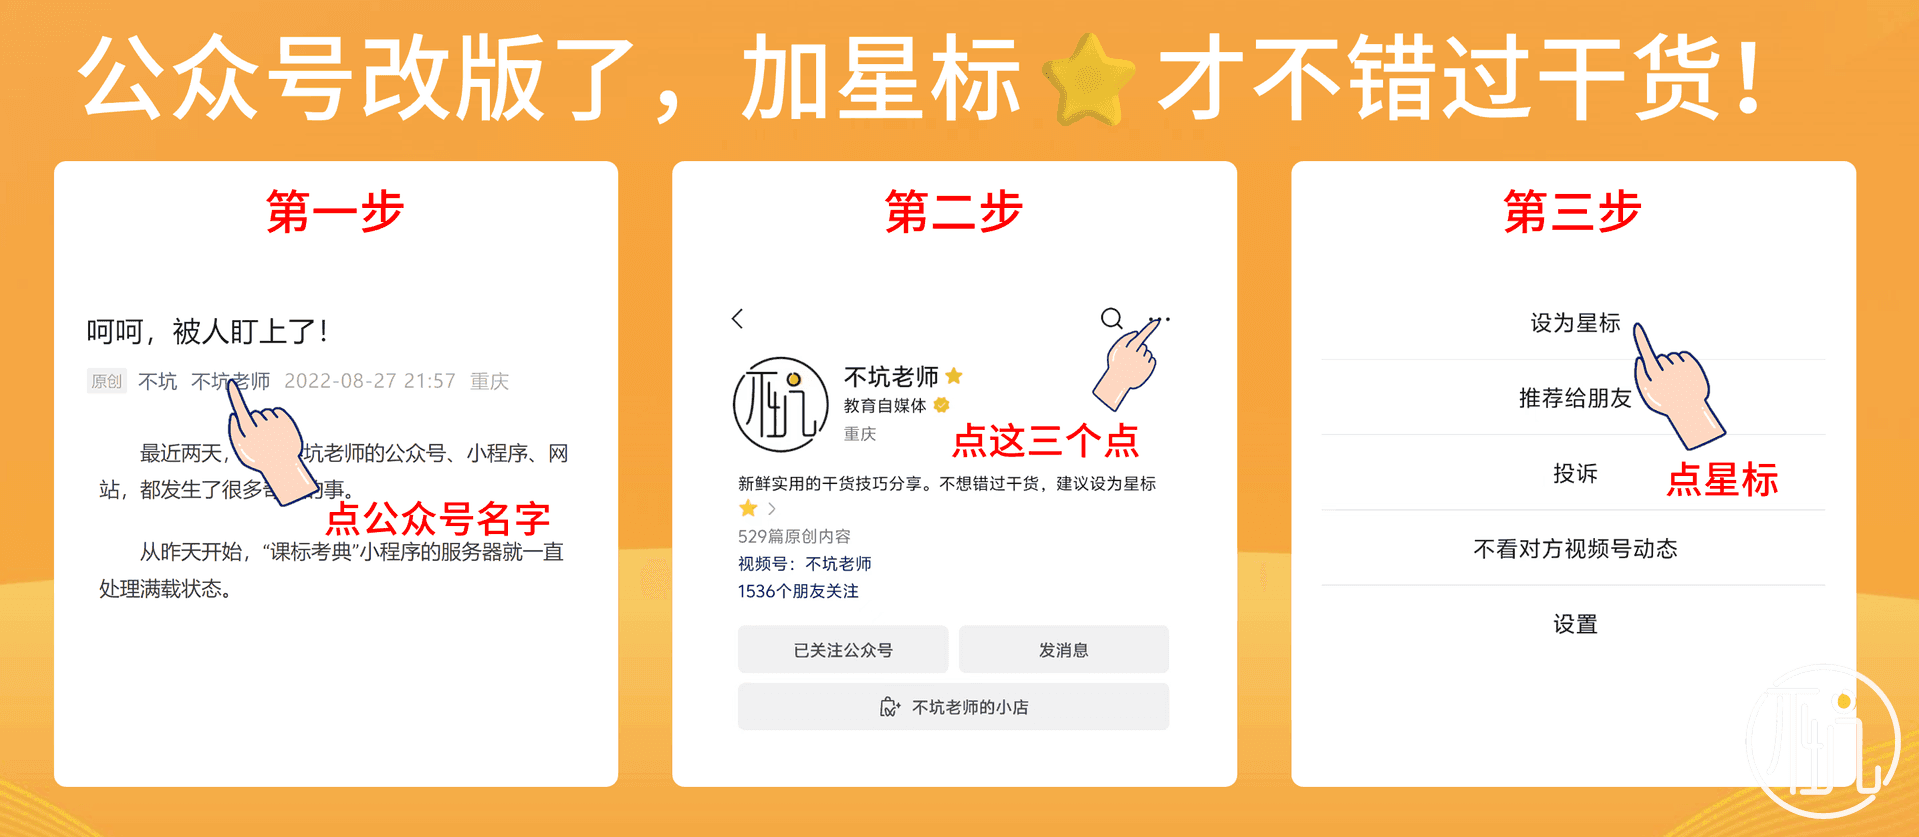 公众号改版了，加星标才不错过干货！
第一步
呵呵，被人盯上了！
原创 不坑 不坑老师 2022-08-27 21:57 重庆
最近两天，坑老师的公众号、小程序、网
站，都发生了很多的事。
点公众号名字
从昨天开始，“课标考典”小程序的服务器就一直
处理满载状态。
第二步
不坑
不坑老师
教育自媒体
重庆
点这三个点
新鲜实用的干货技巧分享。不想错过干货，建议设为星标
529篇原创内容
视频号：不坑老师
1536个朋友关注
已关注公众号 发消息
不坑老师的小店
第三步
设为星标
推荐给朋友
投诉
点星标
不看对方视频号动态
设置
不坑